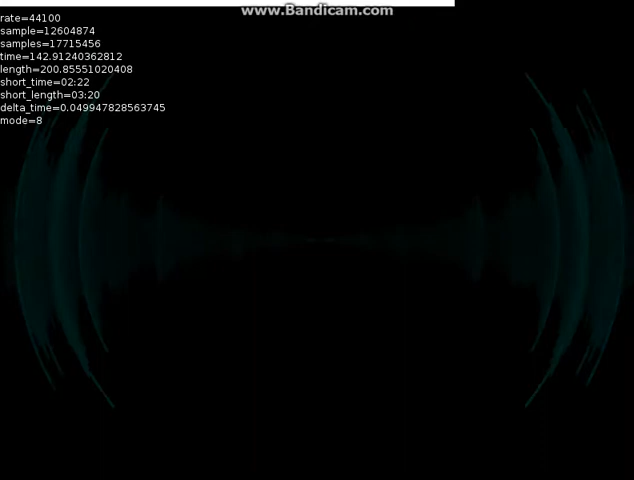 www.Bandicam.com
rate=44100
sample=12604874
samples=17715456
time=142.91240362812
length=200.85551020408
short_time=02:22
short_length=03:20
delta_time=0.049947828563745
mode=8